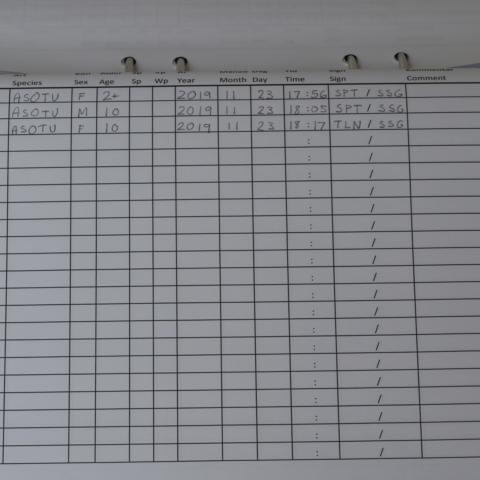 Species Sex Age Sp Wp Year Month Day Time Sign Comment
ASOTU F 2+ 2019 11 23 17:56 SPT / SSG
ASOTU M 10 2019 11 23 18:05 SPT / SSG
ASOTU F 10 2019 11 23 18:17 TLN / SSG